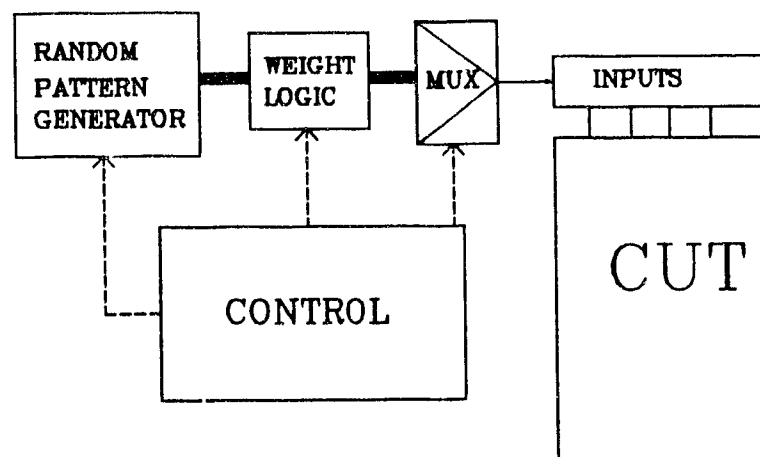 RANDOM
PATTERN
GENERATOR
WEIGHT
LOGIC
MUX
INPUTS
CONTROL
CUT